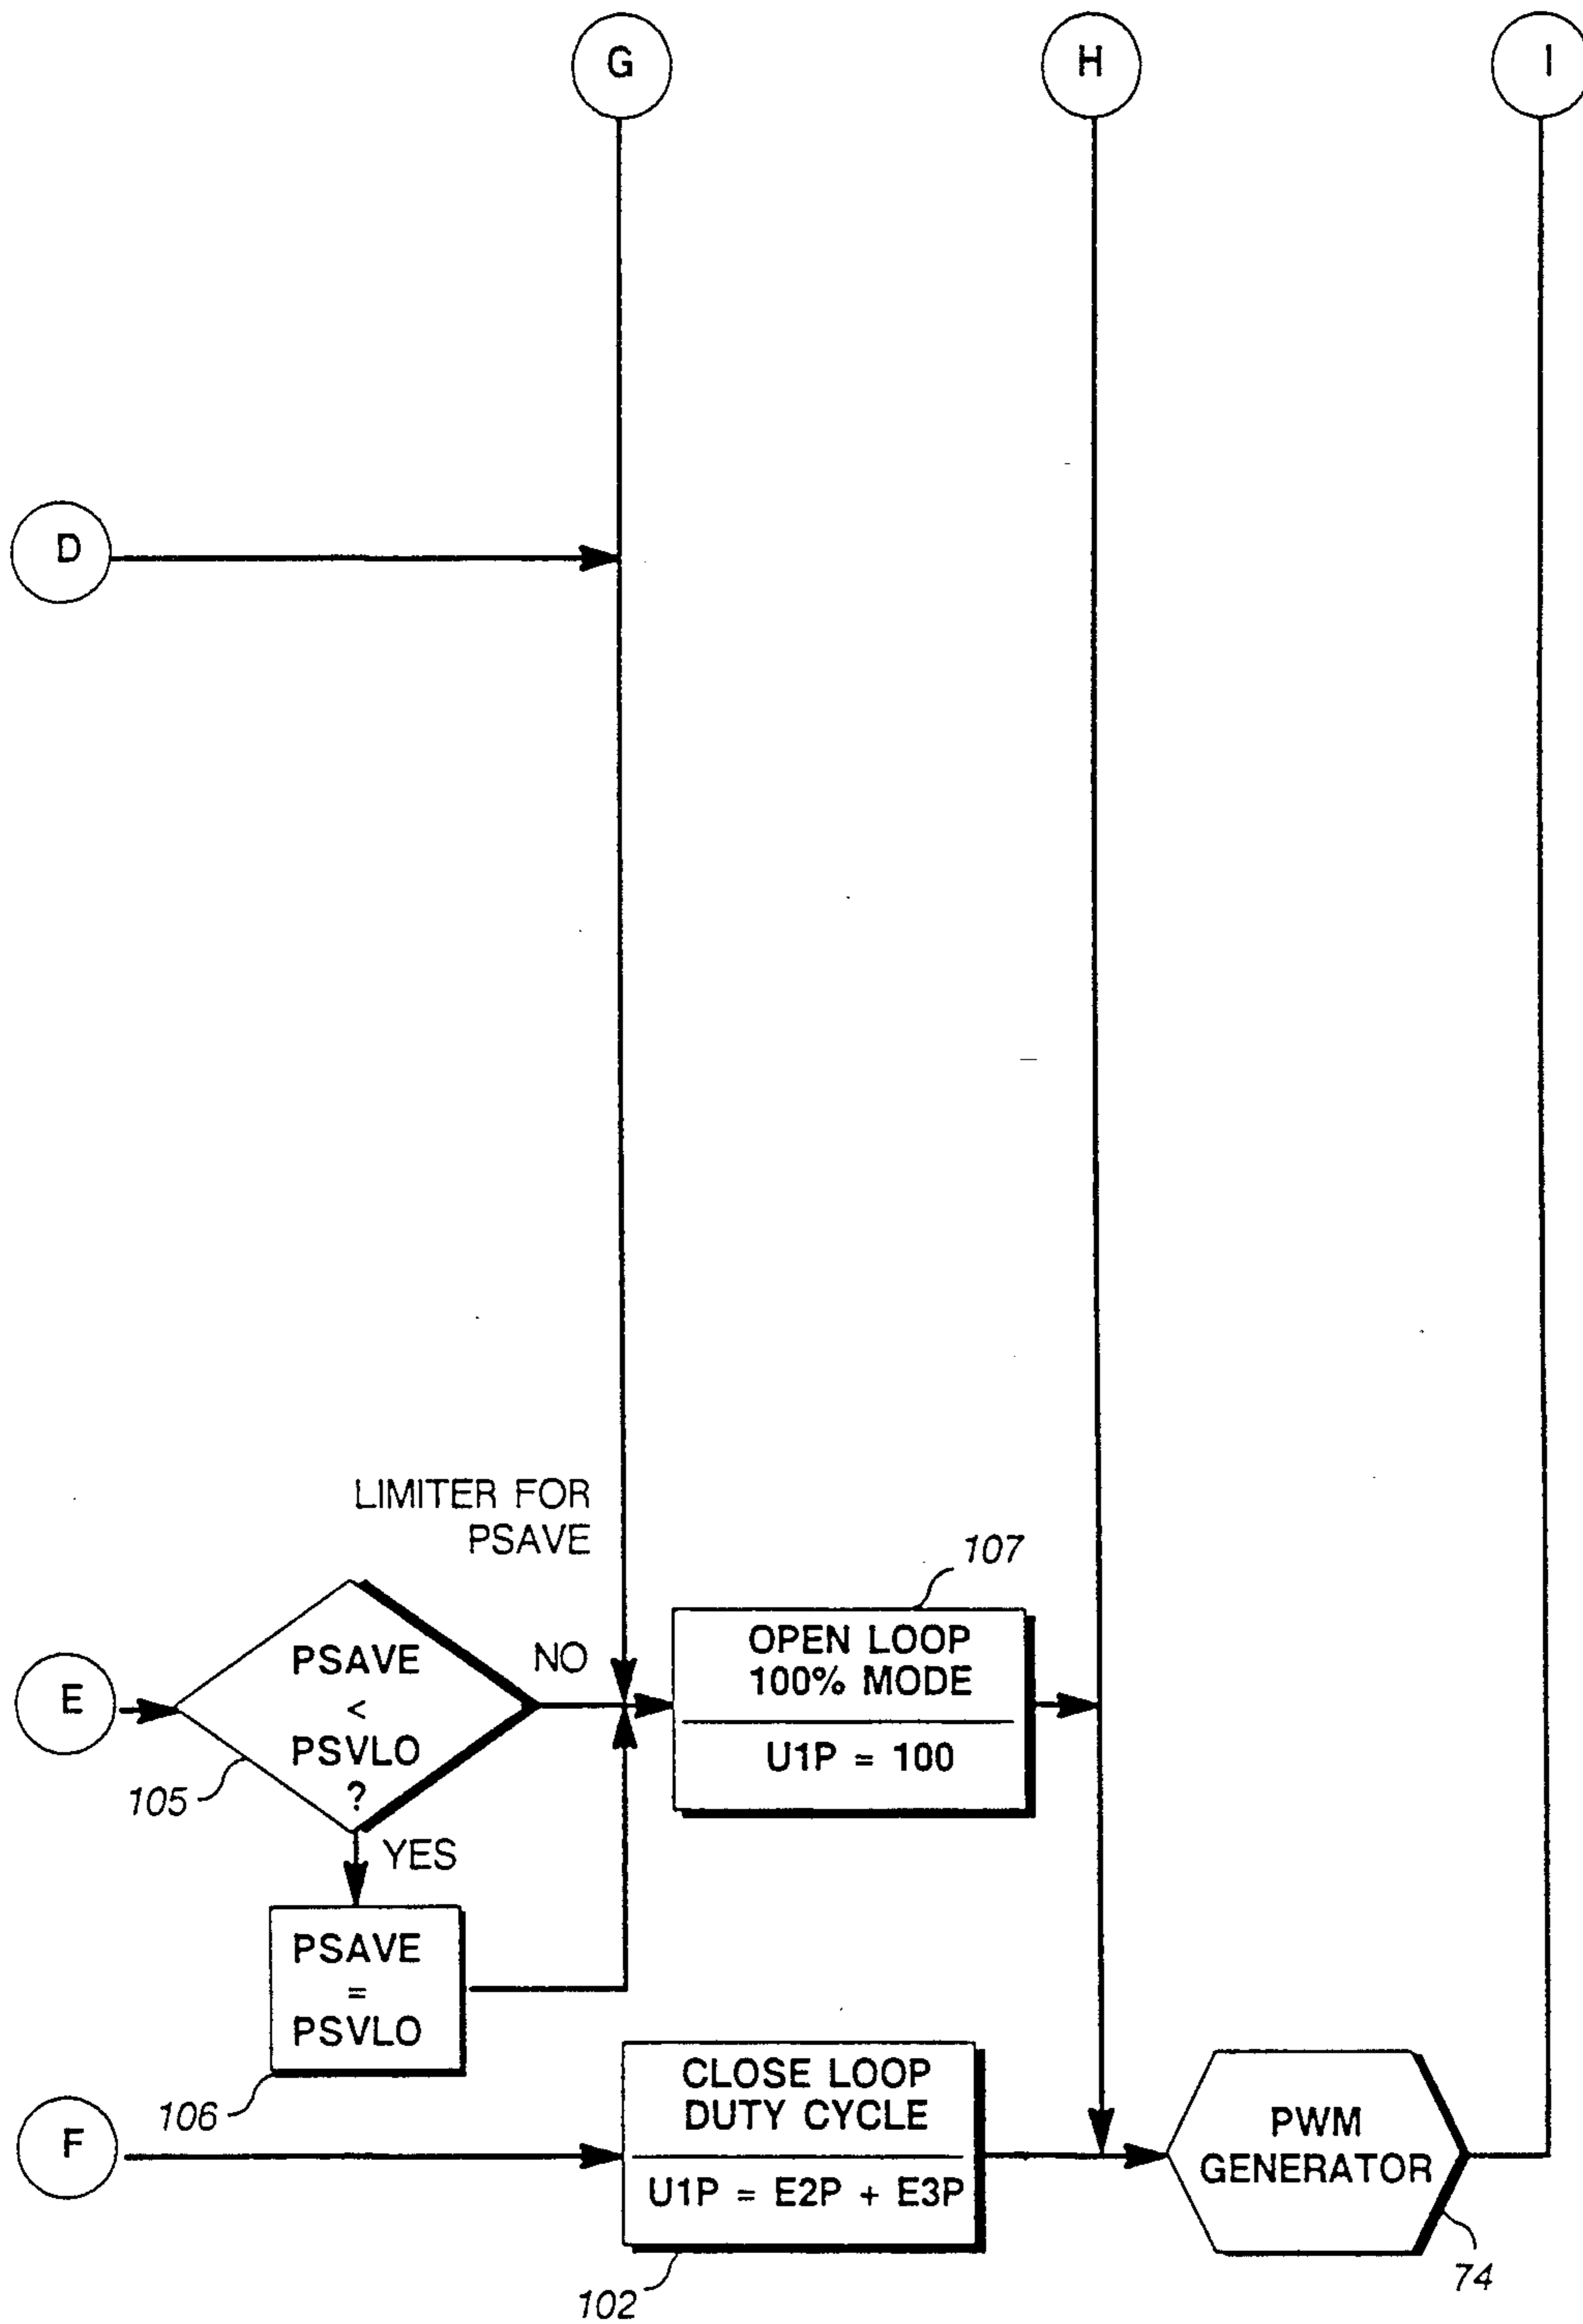 G
H
I
D
LIMITER FOR
PSAVE
107
E
PSAVE
<
PSVLO
?
105
NO
YES
OPEN LOOP
100% MODE
U1P = 100
PSAVE
=
PSVLO
106
F
CLOSE LOOP
DUTY CYCLE
U1P = E2P + E3P
102
PWM
GENERATOR
74